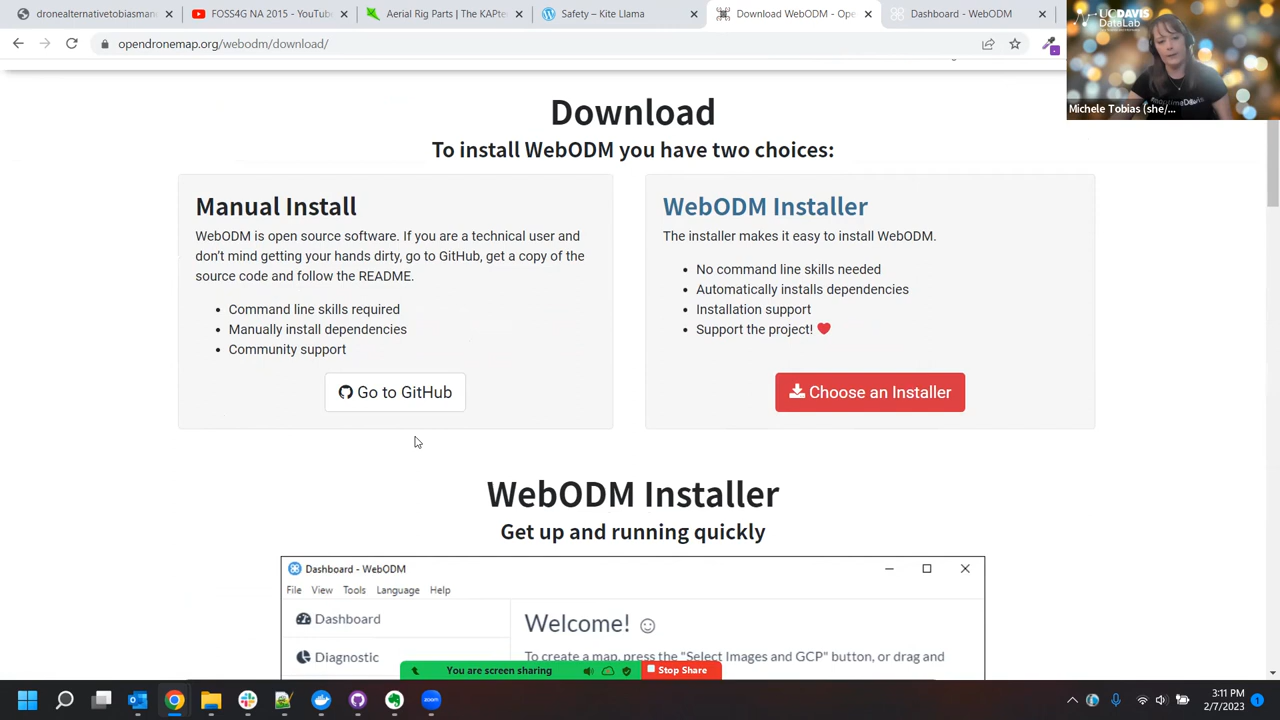 dronealternativetobiasman
FOSS4G NA 2015 - YouTub
s | The KAPte
Safety – Kite Llama
Download WebODM - Ope
Dashboard - WebODM
opendronemap.org/webodm/download/
UC DAVIS
DataLab
Michele Tobias (she/...
Download
To install WebODM you have two choices:
Manual Install
WebODM is open source software. If you are a technical user and
don't mind getting your hands dirty, go to GitHub, get a copy of the
source code and follow the README.
• Command line skills required
• Manually install dependencies
• Community support
Go to GitHub
WebODM Installer
The installer makes it easy to install WebODM.
• No command line skills needed
• Automatically installs dependencies
• Installation support
• Support the project!
Choose an Installer
WebODM Installer
Get up and running quickly
Dashboard - WebODM
File View Tools Language Help
Dashboard
Diagnostic
Welcome!
To create a map, press the "Select Images and GCP" button, or drag and
You are screen sharing
Stop Share
3:11 PM
2/7/2023